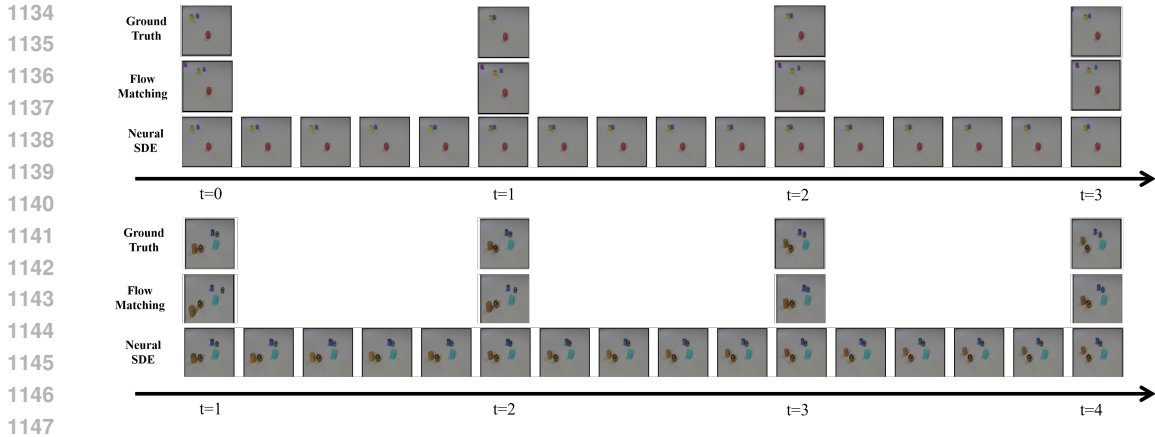 1134
Ground
Truth
1135
1136
Flow
Matching
1137
1138
Neural
SDE
1139
1140
t=0 t=1 t=2 t=3
1141
Ground
Truth
1142
1143
Flow
Matching
1144
1145
Neural
SDE
1146
t=1 t=2 t=3 t=4
1147